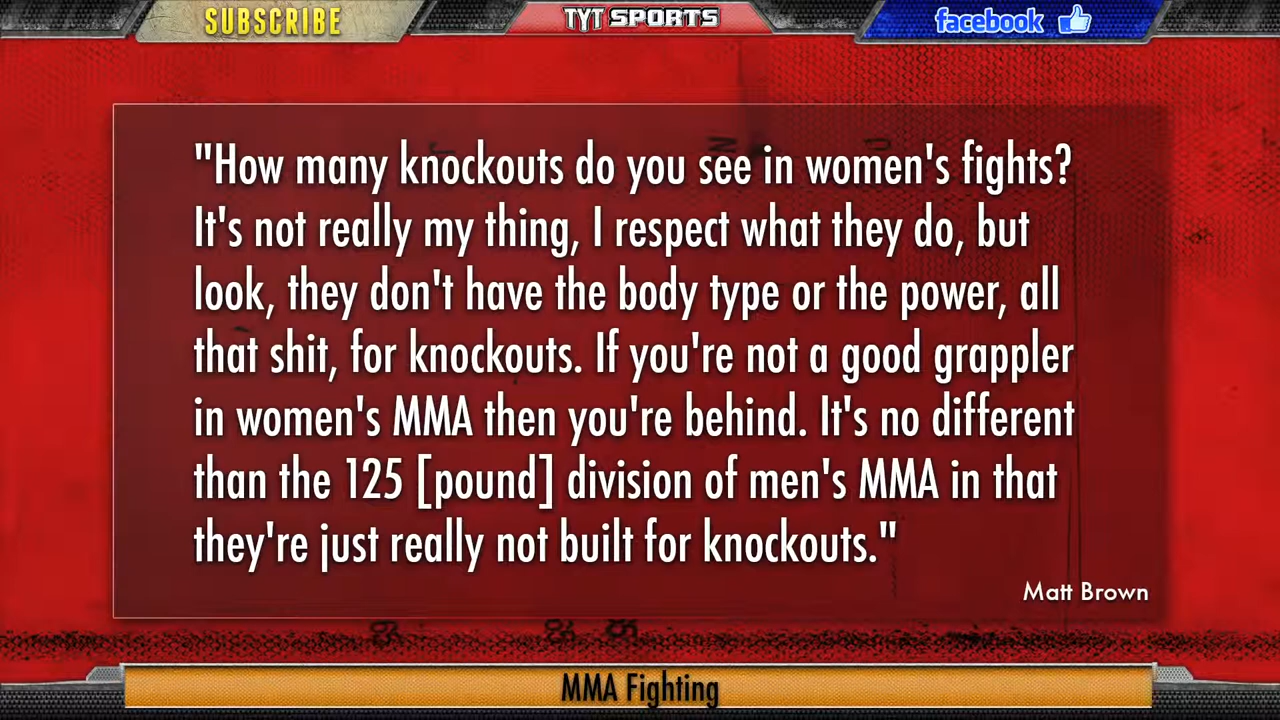 SUBSCRIBE
TYT SPORTS
facebook
"How many knockouts do you see in women's fights?
It's not really my thing, I respect what they do, but
look, they don't have the body type or the power, all
that shit, for knockouts. If you're not a good grappler
in women's MMA then you're behind. It's no different
than the 125 [pound] division of men's MMA in that
they're just really not built for knockouts."
Matt Brown
MMA Fighting